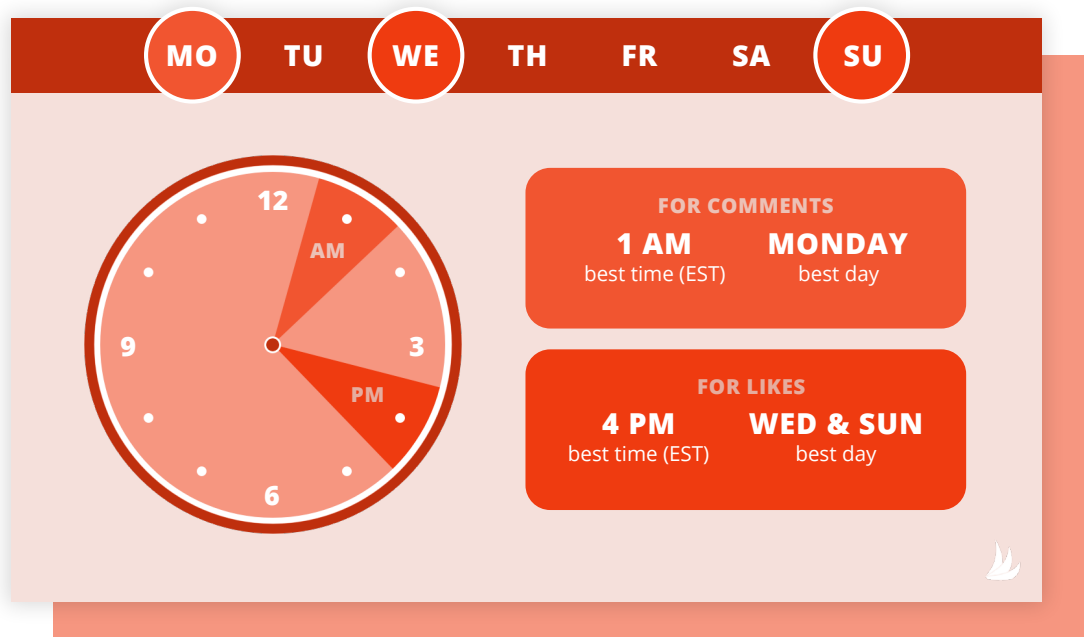 MO TU WE TH FR SA SU
12
AM
9
3
PM
6
FOR COMMENTS
1 AM MONDAY
best time (EST) best day
FOR LIKES
4 PM WED & SUN
best time (EST) best day